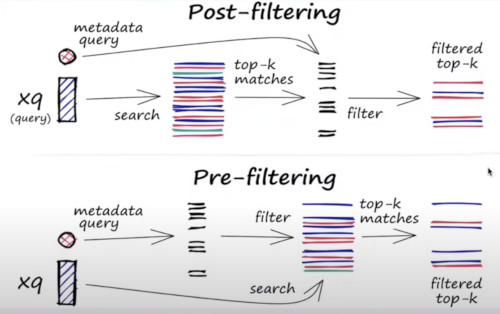 Post-filtering
metadata
query
xq
(query)
search
top-k
matches
filter
filtered
top-k
Pre-filtering
metadata
query
xq
filter
search
top-k
matches
filtered
top-k